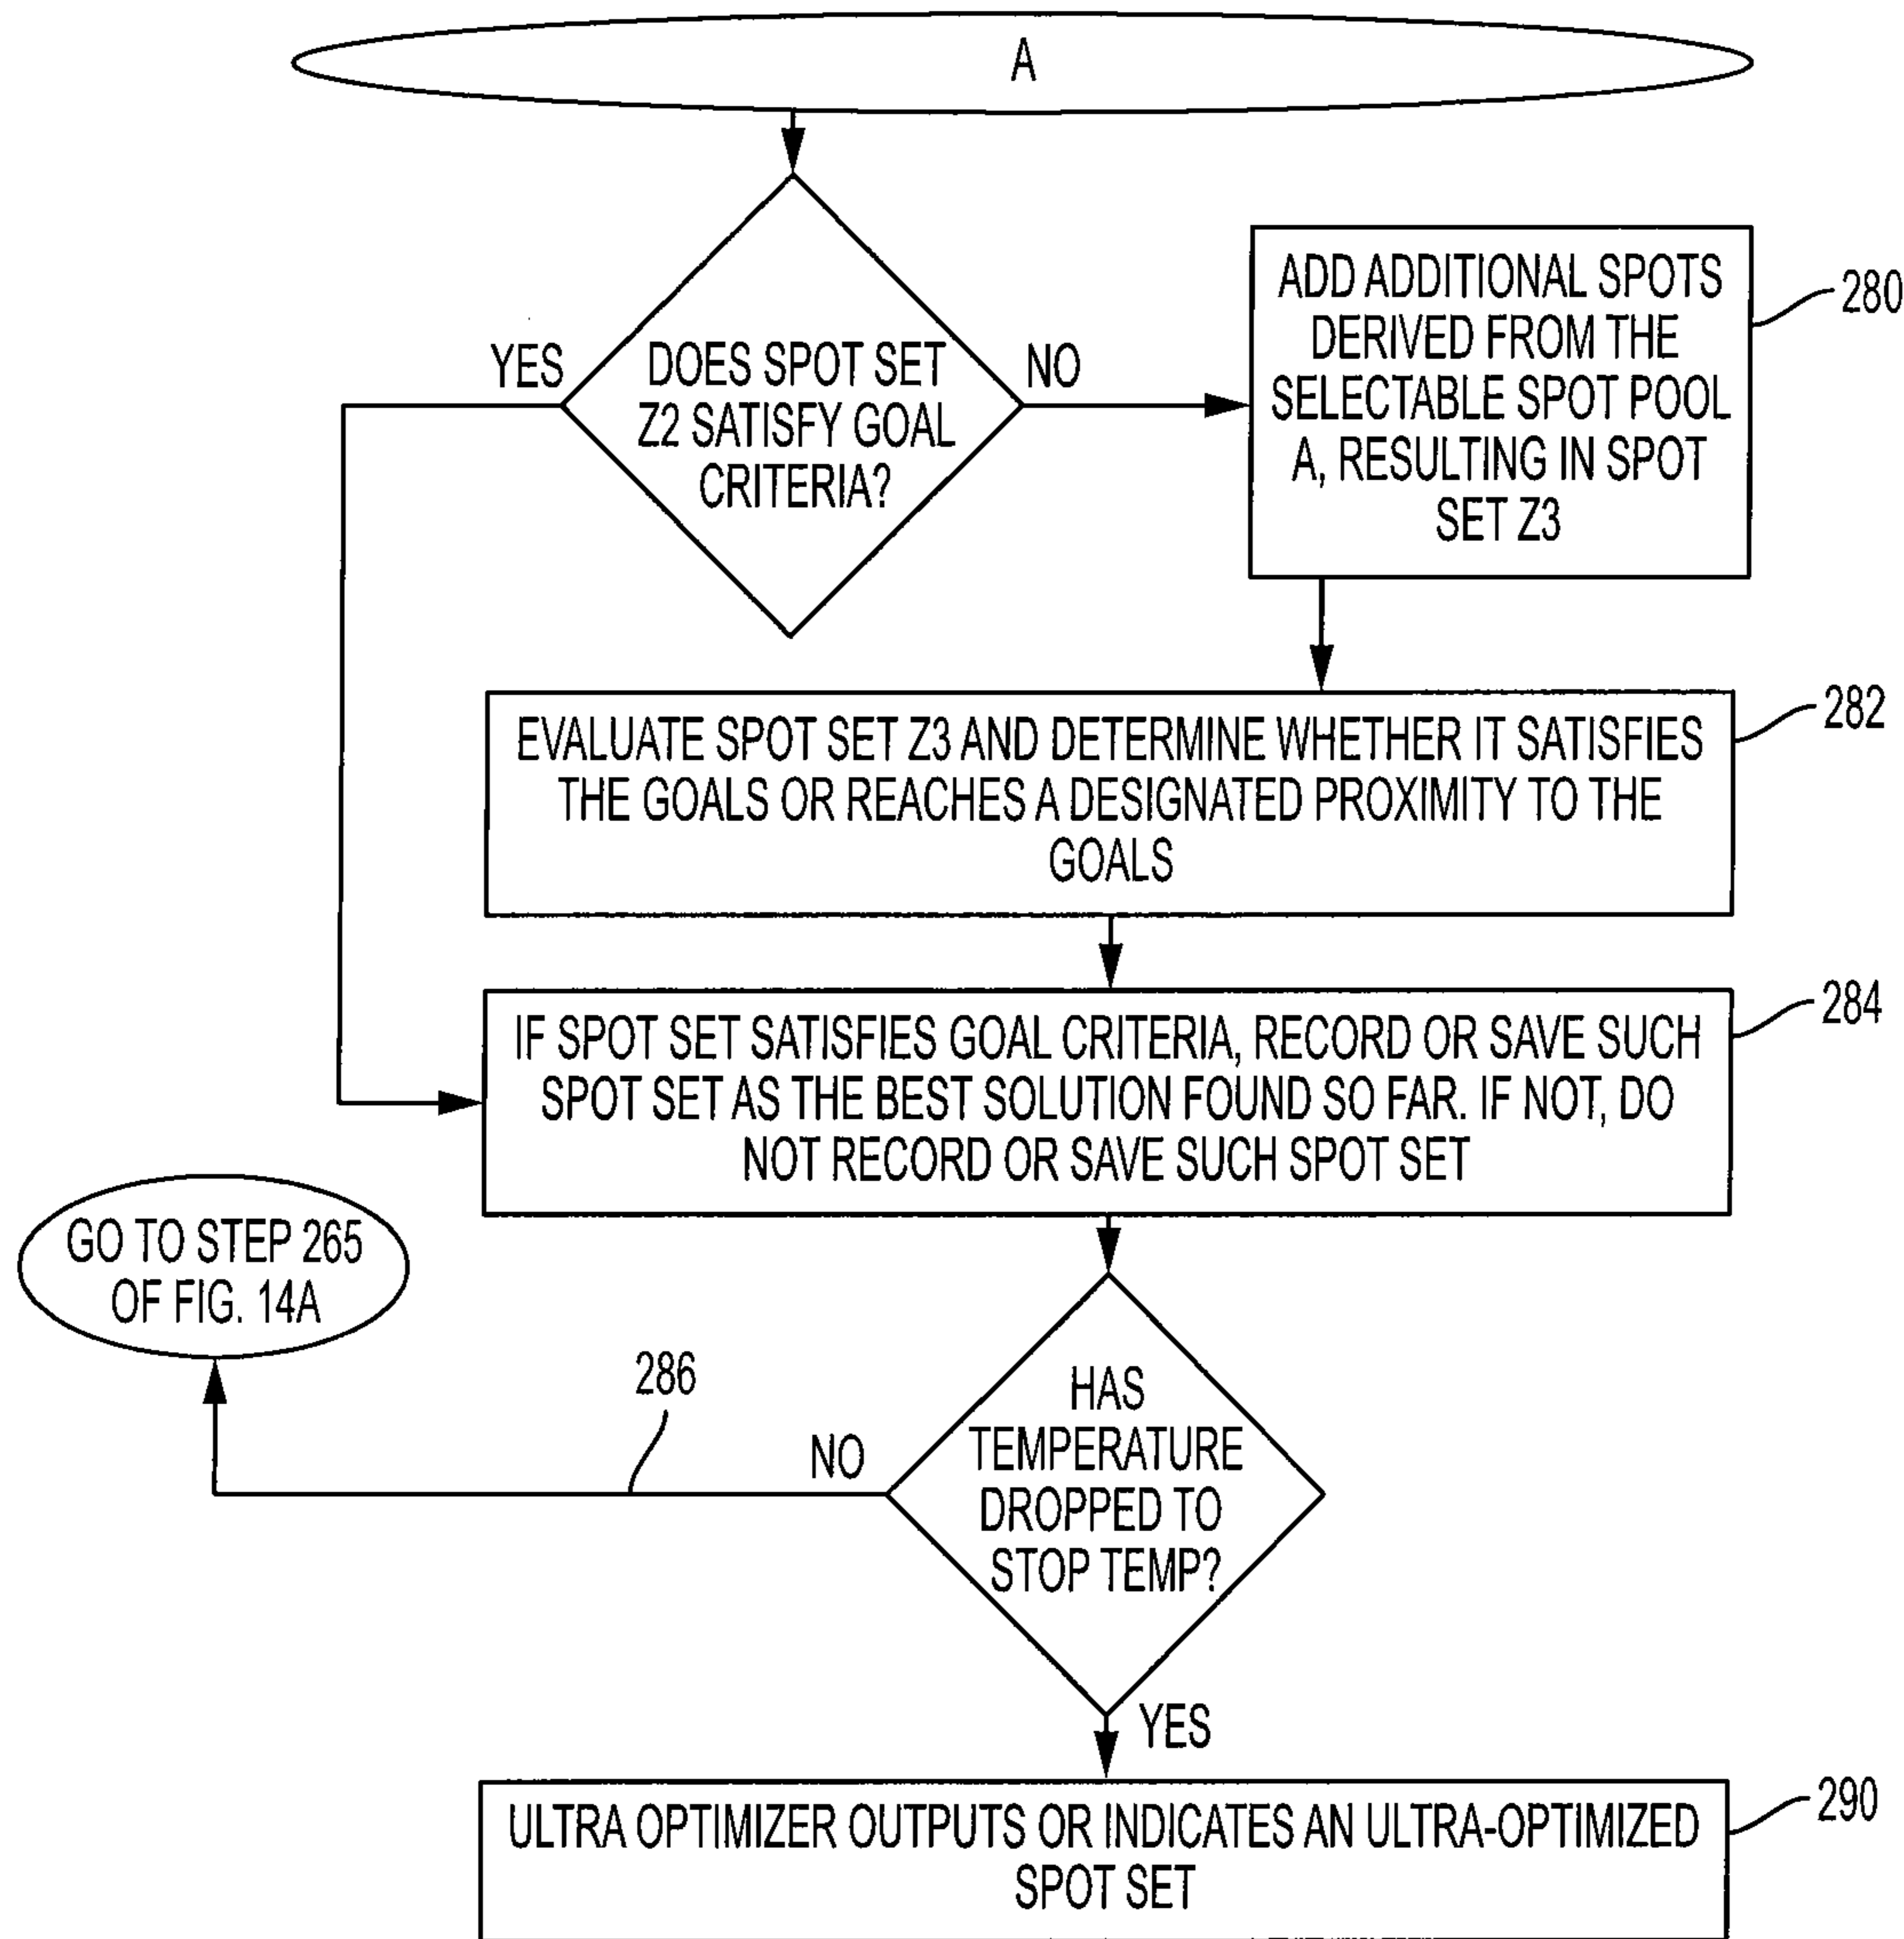 A
YES
DOES SPOT SET
Z2 SATISFY GOAL
CRITERIA?
NO
ADD ADDITIONAL SPOTS
DERIVED FROM THE
SELECTABLE SPOT POOL
A, RESULTING IN SPOT
SET Z3
280
EVALUATE SPOT SET Z3 AND DETERMINE WHETHER IT SATISFIES
THE GOALS OR REACHES A DESIGNATED PROXIMITY TO THE
GOALS
282
IF SPOT SET SATISFIES GOAL CRITERIA, RECORD OR SAVE SUCH
SPOT SET AS THE BEST SOLUTION FOUND SO FAR. IF NOT, DO
NOT RECORD OR SAVE SUCH SPOT SET
284
GO TO STEP 265
OF FIG. 14A
286
NO
HAS
TEMPERATURE
DROPPED TO
STOP TEMP?
YES
ULTRA OPTIMIZER OUTPUTS OR INDICATES AN ULTRA-OPTIMIZED
SPOT SET
290